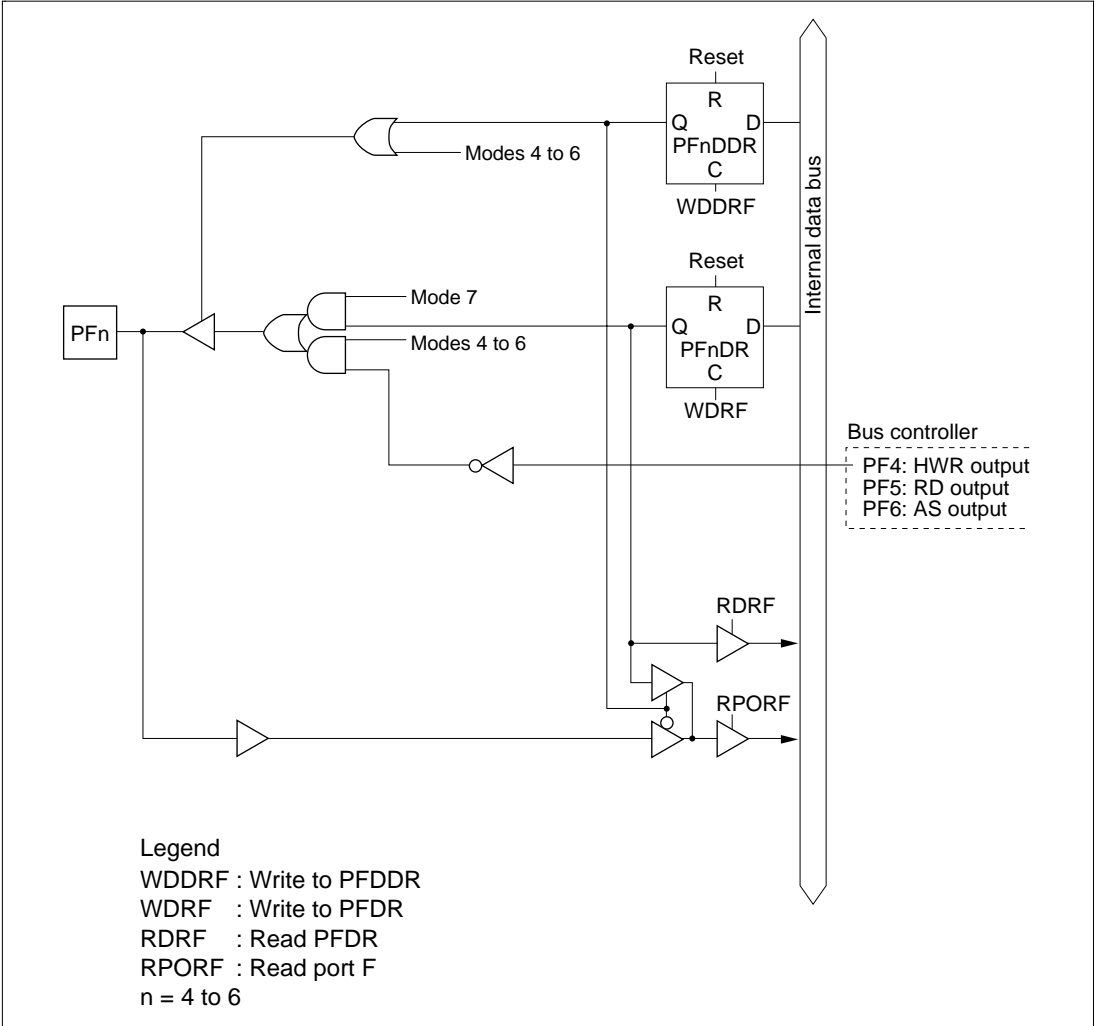 Reset
R
Q D
PFnDDR
C
WDDRF
Modes 4 to 6
Internal data bus
Reset
R
Q D
PFnDR
C
WDRF
Mode 7
Modes 4 to 6
PFn
Bus controller
PF4: HWR output
PF5: RD output
PF6: AS output
RDRF
RPORF
Legend
WDDRF : Write to PFDDR
WDRF : Write to PFDR
RDRF : Read PFDR
RPORF : Read port F
n = 4 to 6